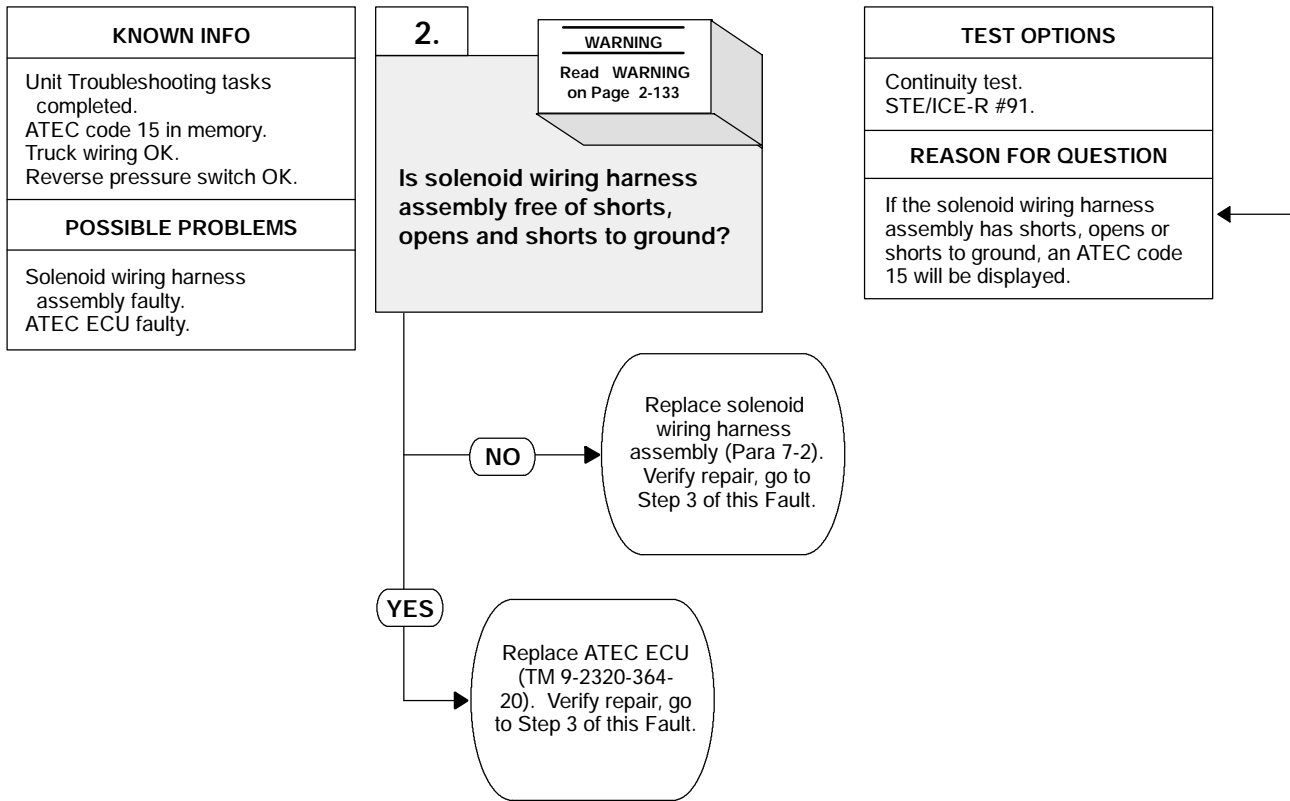 KNOWN INFO
Unit Troubleshooting tasks
completed.
ATEC code 15 in memory.
Truck wiring OK.
Reverse pressure switch OK.
POSSIBLE PROBLEMS
Solenoid wiring harness
assembly faulty.
ATEC ECU faulty.
2.
WARNING
Read WARNING
on Page 2-133
Is solenoid wiring harness
assembly free of shorts,
opens and shorts to ground?
TEST OPTIONS
Continuity test.
STE/ICE-R #91.
REASON FOR QUESTION
If the solenoid wiring harness
assembly has shorts, opens or
shorts to ground, an ATEC code
15 will be displayed.
NO
Replace solenoid
wiring harness
assembly (Para 7-2).
Verify repair, go to
Step 3 of this Fault.
YES
Replace ATEC ECU
(TM 9-2320-364-
20). Verify repair, go
to Step 3 of this Fault.